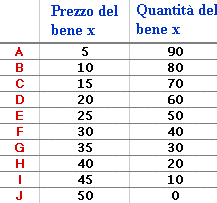 Prezzo del bene x Quantità del bene x
A 5 90
B 10 80
C 15 70
D 20 60
E 25 50
F 30 40
G 35 30
H 40 20
I 45 10
J 50 0